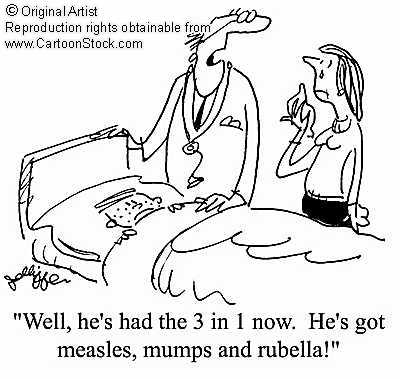 © Original Artist
Reproduction rights obtainable from
www.CartoonStock.com
"Well, he's had the 3 in 1 now.  He's got
measles, mumps and rubella!"